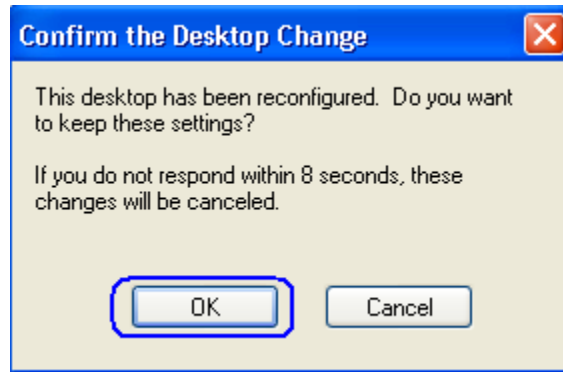 Confirm the Desktop Change
This desktop has been reconfigured.  Do you want
to keep these settings?
If you do not respond within 8 seconds, these
changes will be canceled.
OK
Cancel